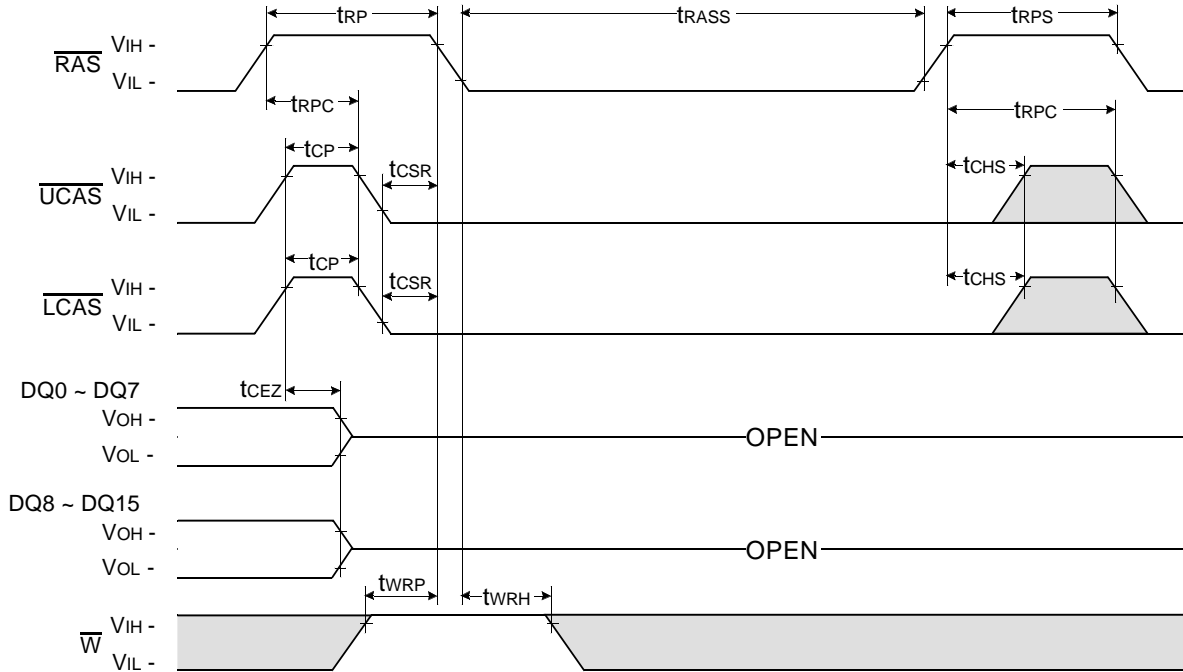 tRP
tRASS
tRPS
RAS
VIH -
VIL -
tRPC
tRPC
tCP
tCSR
tCHS
UCAS
VIH -
VIL -
tCP
tCSR
tCHS
LCAS
VIH -
VIL -
DQ0 ~ DQ7
tCEZ
VOH -
VOL -
OPEN
DQ8 ~ DQ15
VOH -
VOL -
OPEN
tWRP
tWRH
W
VIH -
VIL -